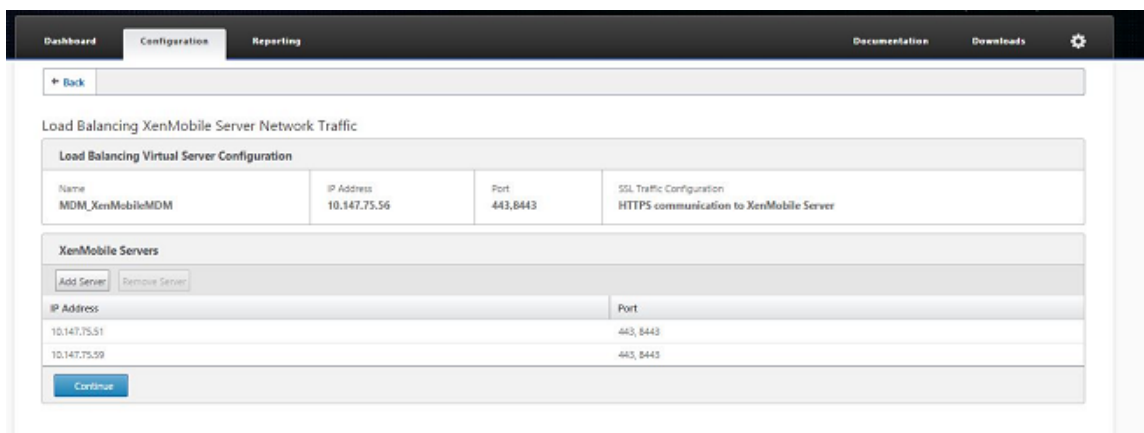 Dashboard Configuration Reporting Documentation Downloads
Back
Load Balancing XenMobile Server Network Traffic
Load Balancing Virtual Server Configuration
Name IP Address Port SSL Traffic Configuration
MDM_XenMobileMDM 10.147.75.56 443,8443 HTTPS communication to XenMobile Server
XenMobile Servers
Add Server Remove Server
IP Address Port
10.147.75.51 443, 8443
10.147.75.59 443, 8443
Continue